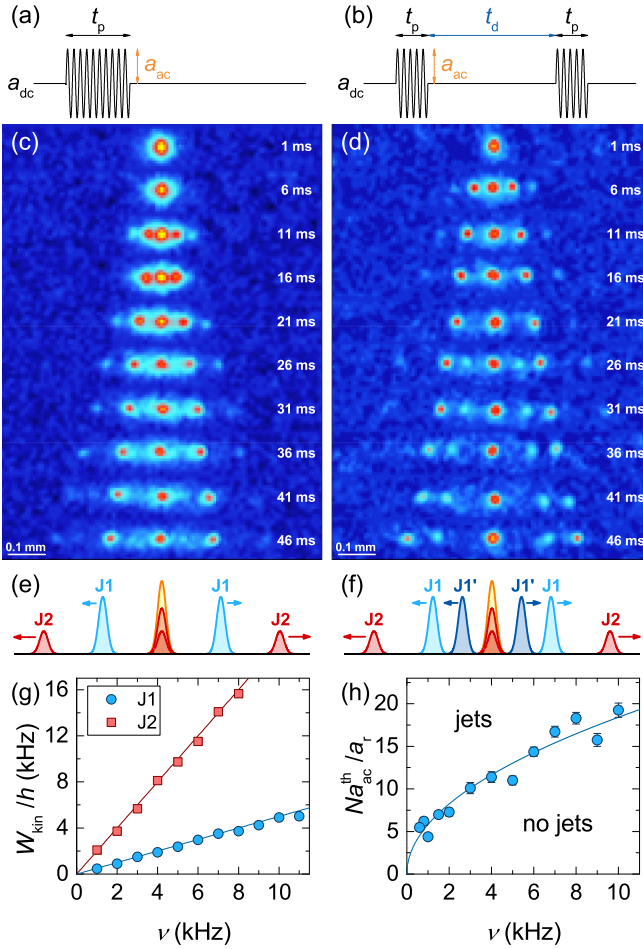 (a) t_p
a_dc a_ac
(b) t_p t_d t_p
a_dc a_ac
(c)
1 ms
6 ms
11 ms
16 ms
21 ms
26 ms
31 ms
36 ms
41 ms
46 ms
0.1 mm
(d)
1 ms
6 ms
11 ms
16 ms
21 ms
26 ms
31 ms
36 ms
41 ms
46 ms
0.1 mm
(e)
J2 J1 J1 J2
(f)
J2 J1 J1' J1' J1 J2
(g)
J1
J2
W_kin/h (kHz)
16
12
8
4
0
0 2 4 6 8 10
ν (kHz)
(h)
jets
no jets
Na_ac^th/a_r
20
15
10
5
0
0 2 4 6 8 10
ν (kHz)